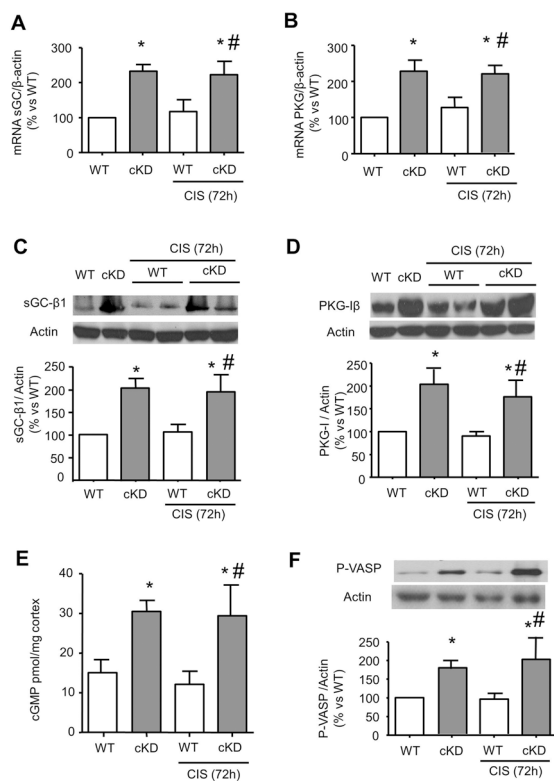 A
mRNA sGC/β-actin
(% vs WT)
300
200
100
0
* * #
WT cKD WT cKD
CIS (72h)
B
mRNA PKG/β-actin
(% vs WT)
300
200
100
0
* * #
WT cKD WT cKD
CIS (72h)
C
CIS (72h)
WT cKD WT cKD
sGC-β1
Actin
sGC-β1/ Actin
(% vs WT)
250
200
150
100
50
0
* * #
WT cKD WT cKD
CIS (72h)
D
CIS (72h)
WT cKD WT cKD
PKG-Iβ
Actin
PKG-I / Actin
(% vs WT)
250
200
150
100
50
0
* *#
WT cKD WT cKD
CIS (72h)
E
cGMP pmol/mg cortex
40
30
20
10
0
* * #
WT cKD WT cKD
CIS (72h)
F
P-VASP
Actin
P-VASP /Actin
(% vs WT)
250
200
150
100
50
0
* *#
WT cKD WT cKD
CIS (72h)